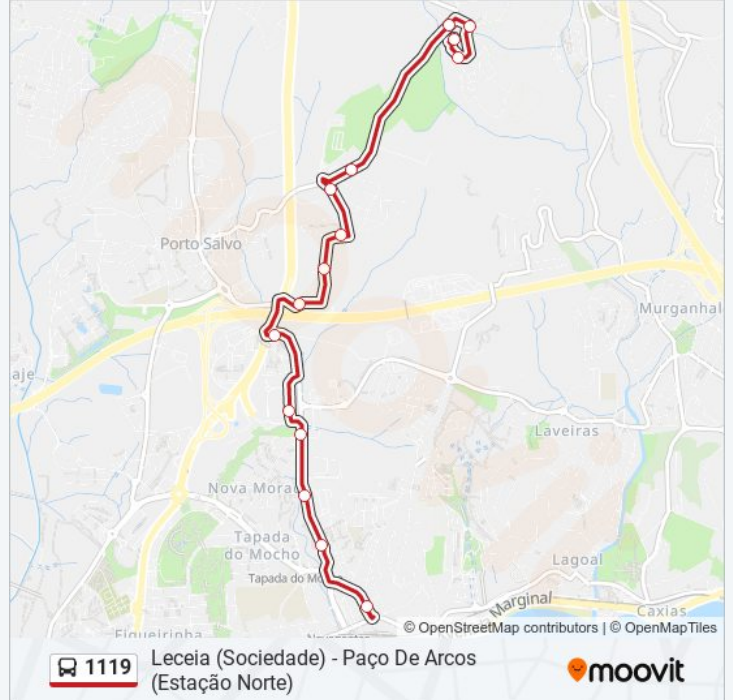 Porto Salvo
Murganhal
aje
Laveiras
Nova Mora
Tapada
do Mocho
Lagoal
Tapada do Mo
Marginal
Caxias
© OpenStreetMap contributors | © OpenMapTiles
1119
Leceia (Sociedade) - Paço De Arcos
(Estação Norte)
moovit